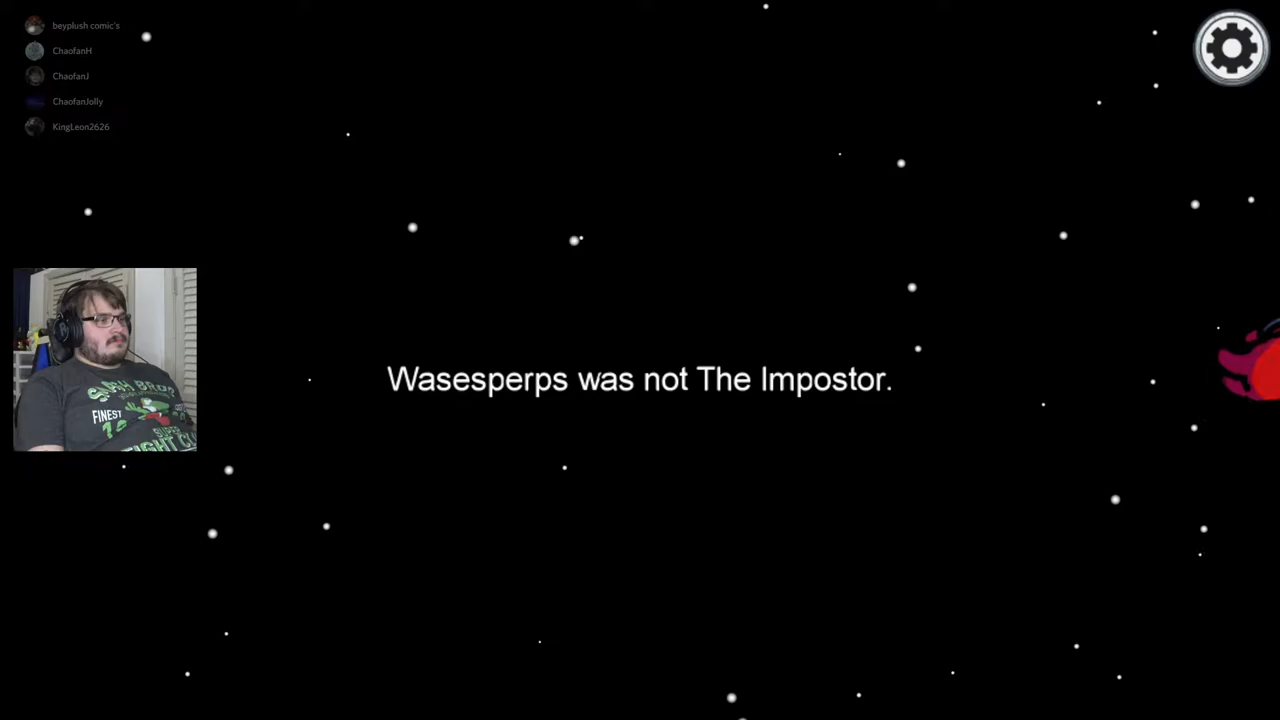 beyplush comic's
ChaofanH
ChaofanJ
ChaofanJolly
KingLeon2626
Wasesperps was not The Impostor.
FINEST